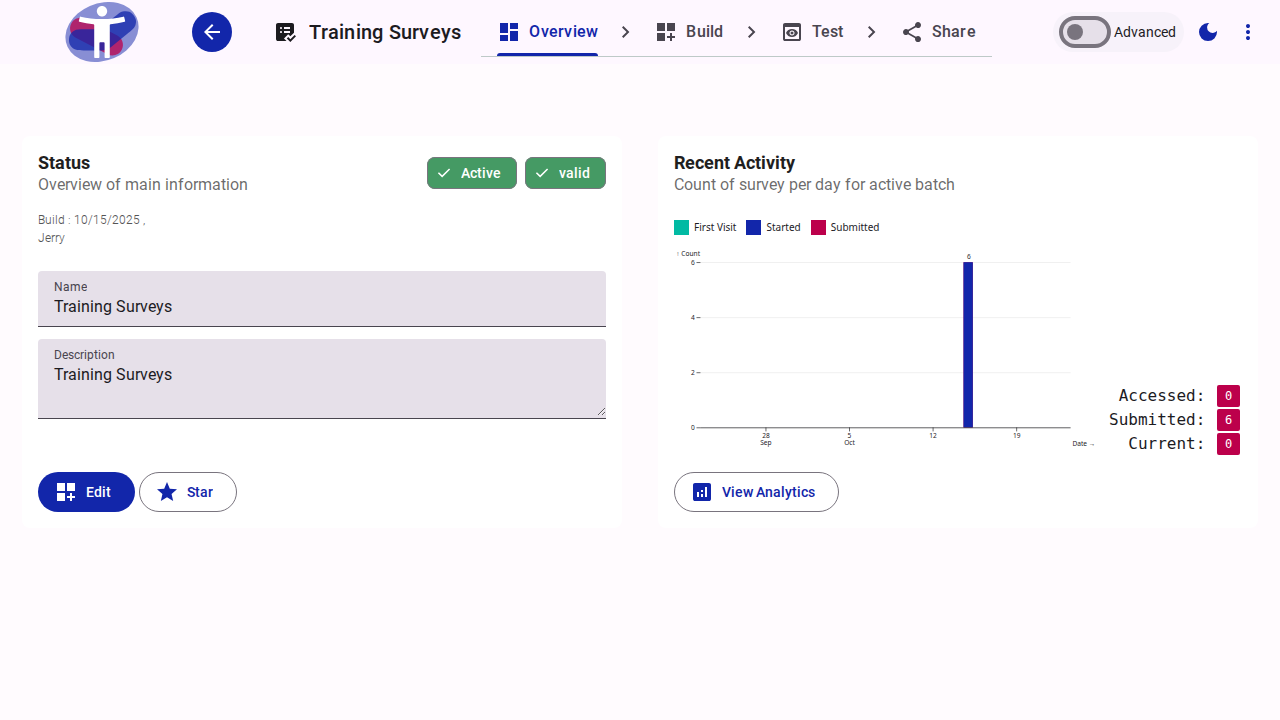 Training Surveys
Overview
Build
Test
Share
Advanced
Status
Overview of main information
Active
valid
Build : 10/15/2025 ,
Jerry
Name
Training Surveys
Description
Training Surveys
Edit
Star
Recent Activity
Count of survey per day for active batch
First Visit
Started
Submitted
↑ Count
6
6
4
2
0
28
Sep
5
Oct
12
19
Date →
Accessed: 0
Submitted: 6
Current: 0
View Analytics